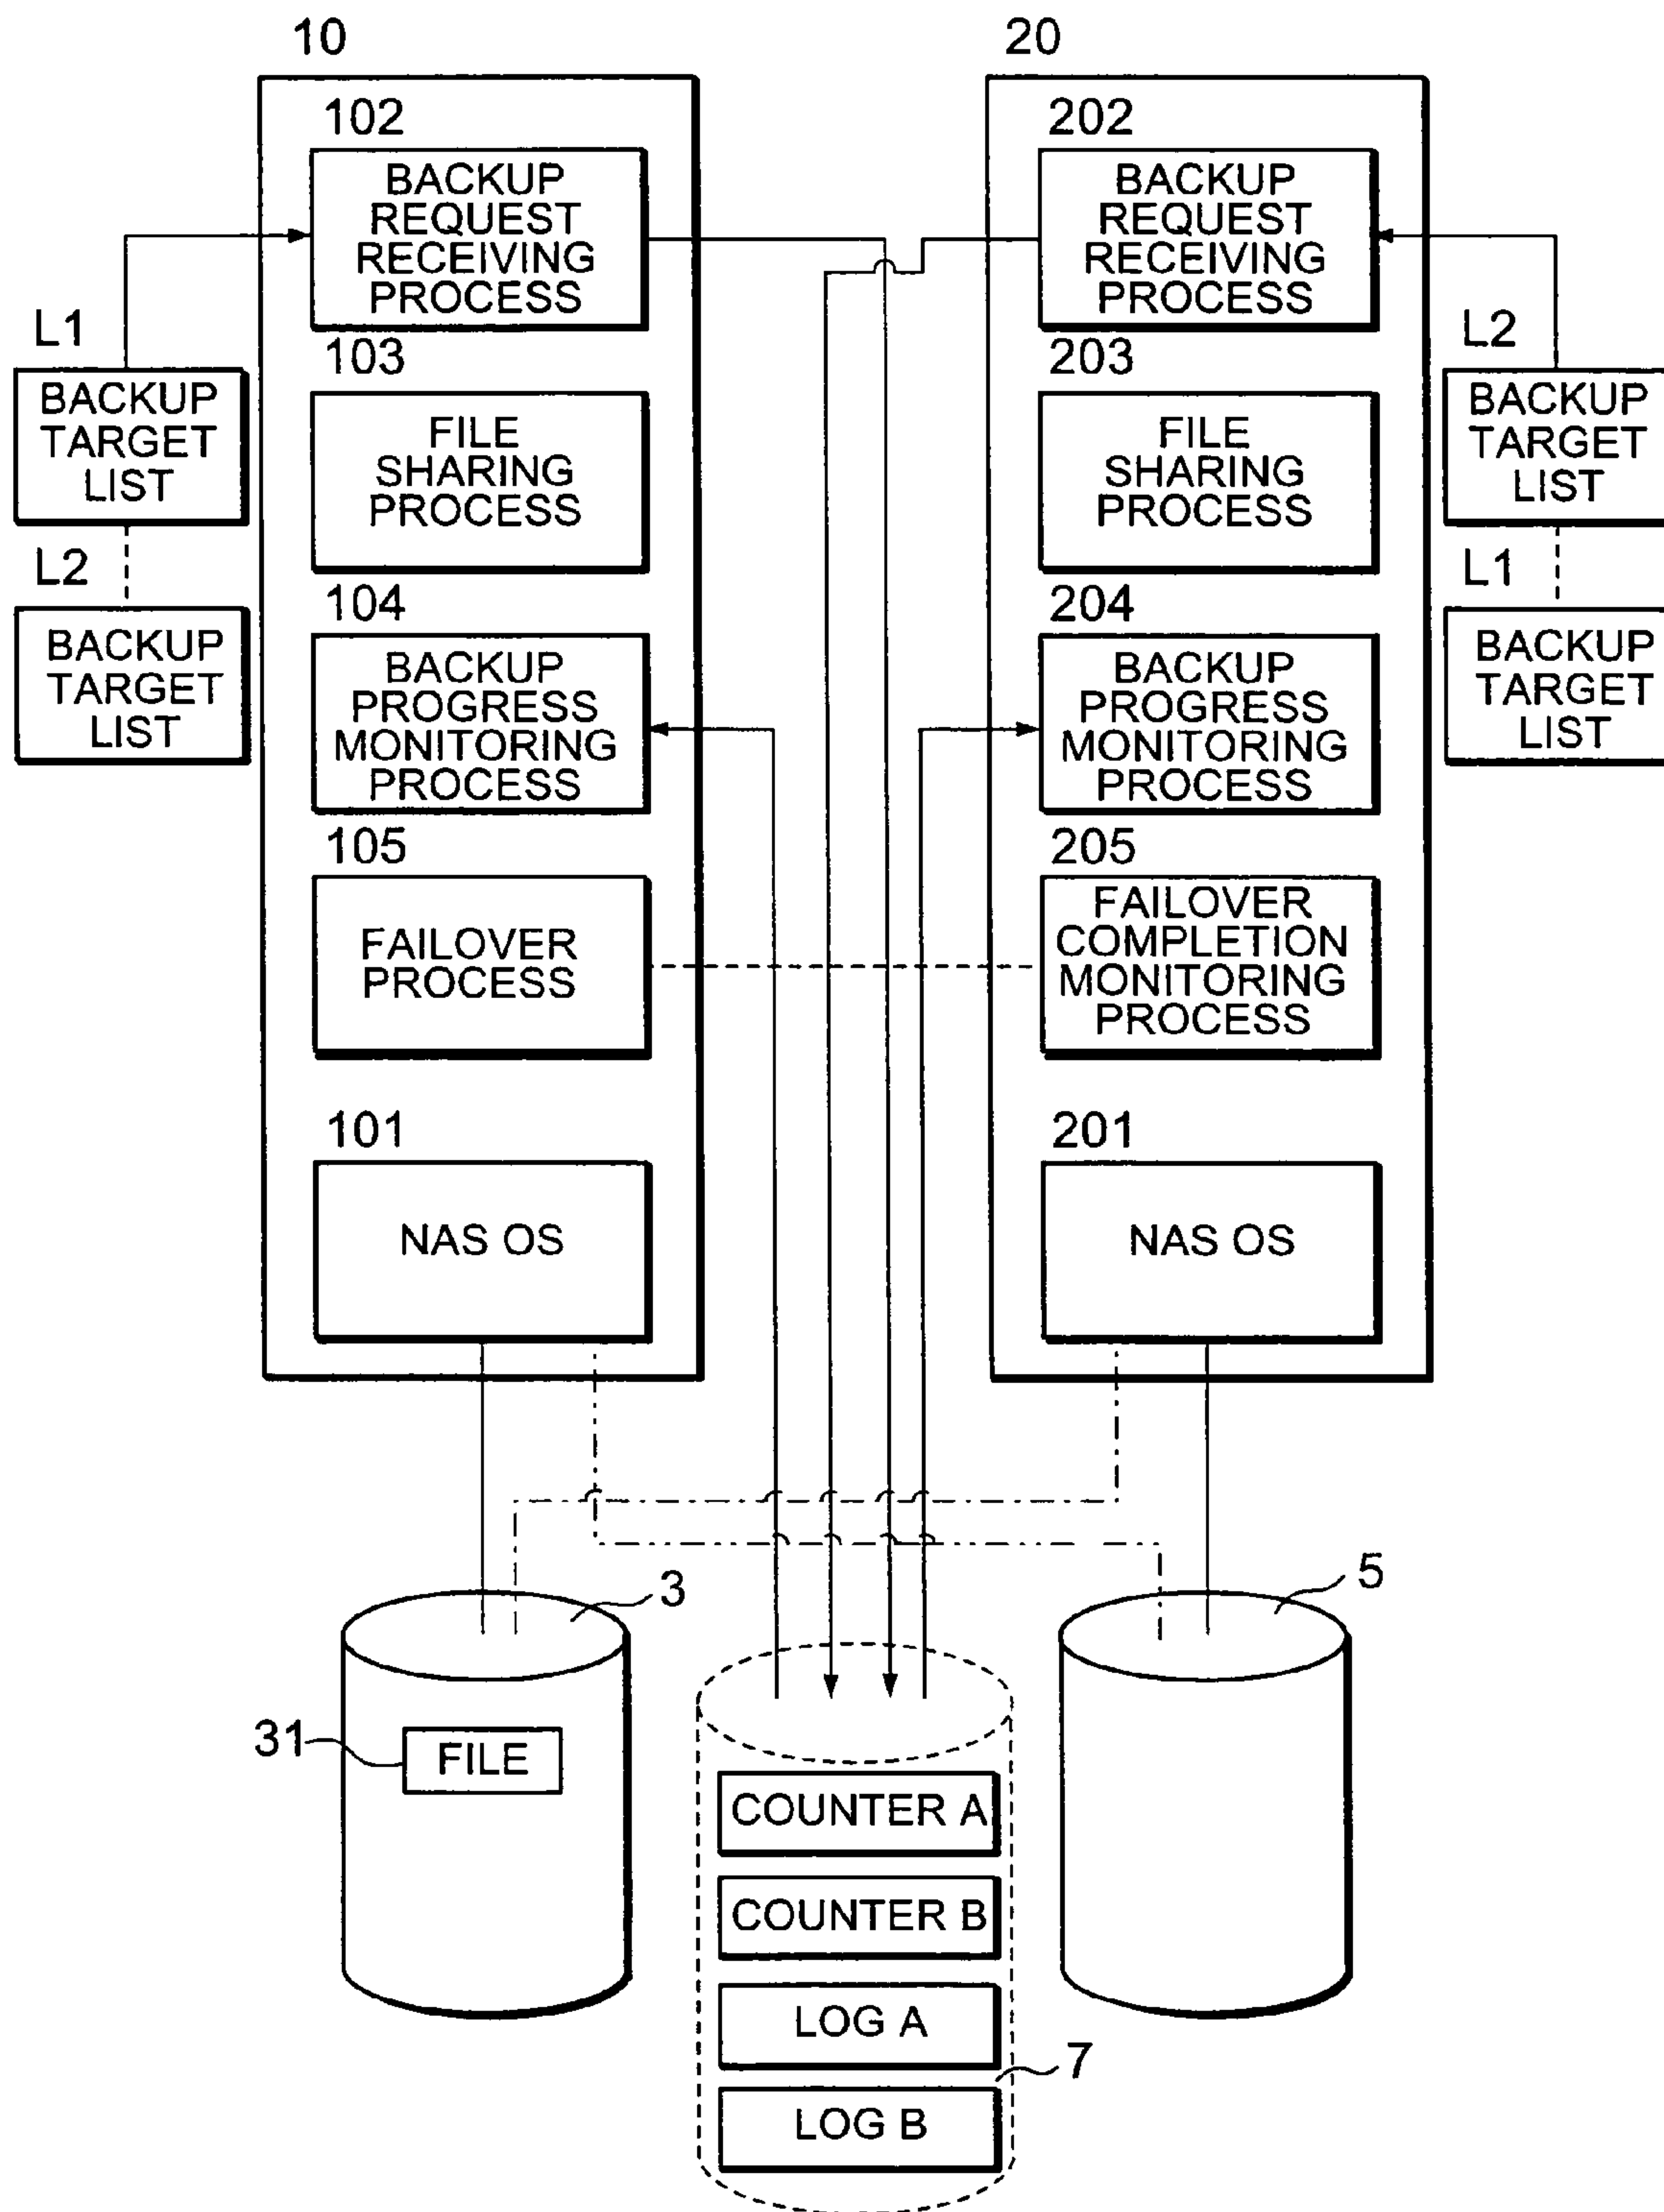 10
20
102
BACKUP
REQUEST
RECEIVING
PROCESS
202
BACKUP
REQUEST
RECEIVING
PROCESS
L1
BACKUP
TARGET
LIST
L2
BACKUP
TARGET
LIST
103
FILE
SHARING
PROCESS
203
FILE
SHARING
PROCESS
L2
BACKUP
TARGET
LIST
L1
BACKUP
TARGET
LIST
104
BACKUP
PROGRESS
MONITORING
PROCESS
204
BACKUP
PROGRESS
MONITORING
PROCESS
105
FAILOVER
PROCESS
205
FAILOVER
COMPLETION
MONITORING
PROCESS
101
NAS OS
201
NAS OS
3
5
31
FILE
COUNTER A
COUNTER B
LOG A
7
LOG B